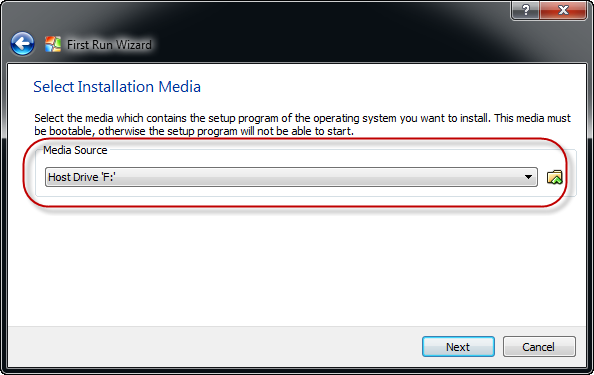 First Run Wizard
Select Installation Media
Select the media which contains the setup program of the operating system you want to install. This media must
be bootable, otherwise the setup program will not be able to start.
Media Source
Host Drive 'F:'
Next
Cancel